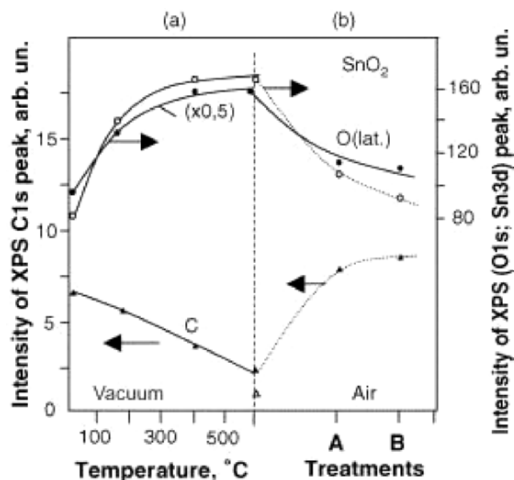 (a) (b)
Intensity of XPS C1s peak, arb. un.
15
10
5
0
SnO2
(x0,5)
O(lat.)
C
Vacuum Air
160
120
80
Intensity of XPS (O1s; Sn3d) peak, arb. un.
100 300 500 A B
Temperature, °C Treatments